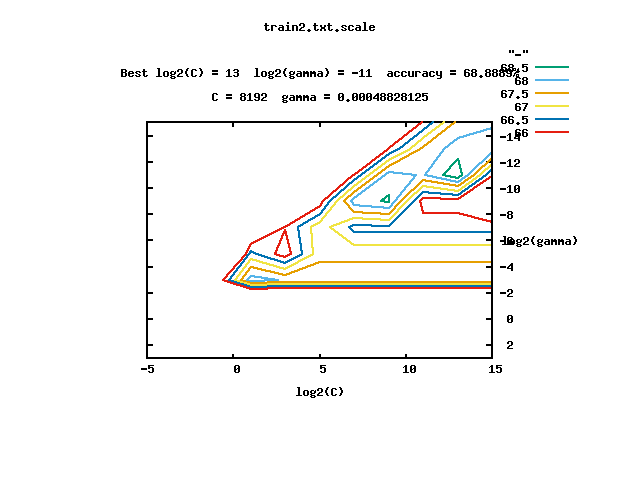 train2.txt.scale
"-"
Best log2(C) = 13 log2(gamma) = -11 accuracy = 68.8889%
68.5
68
67.5
C = 8192 gamma = 0.00048828125
67
66.5
66
-14
-12
-10
-8
-6
log2(gamma)
-4
-2
0
2
-5 0 5 10 15
log2(C)